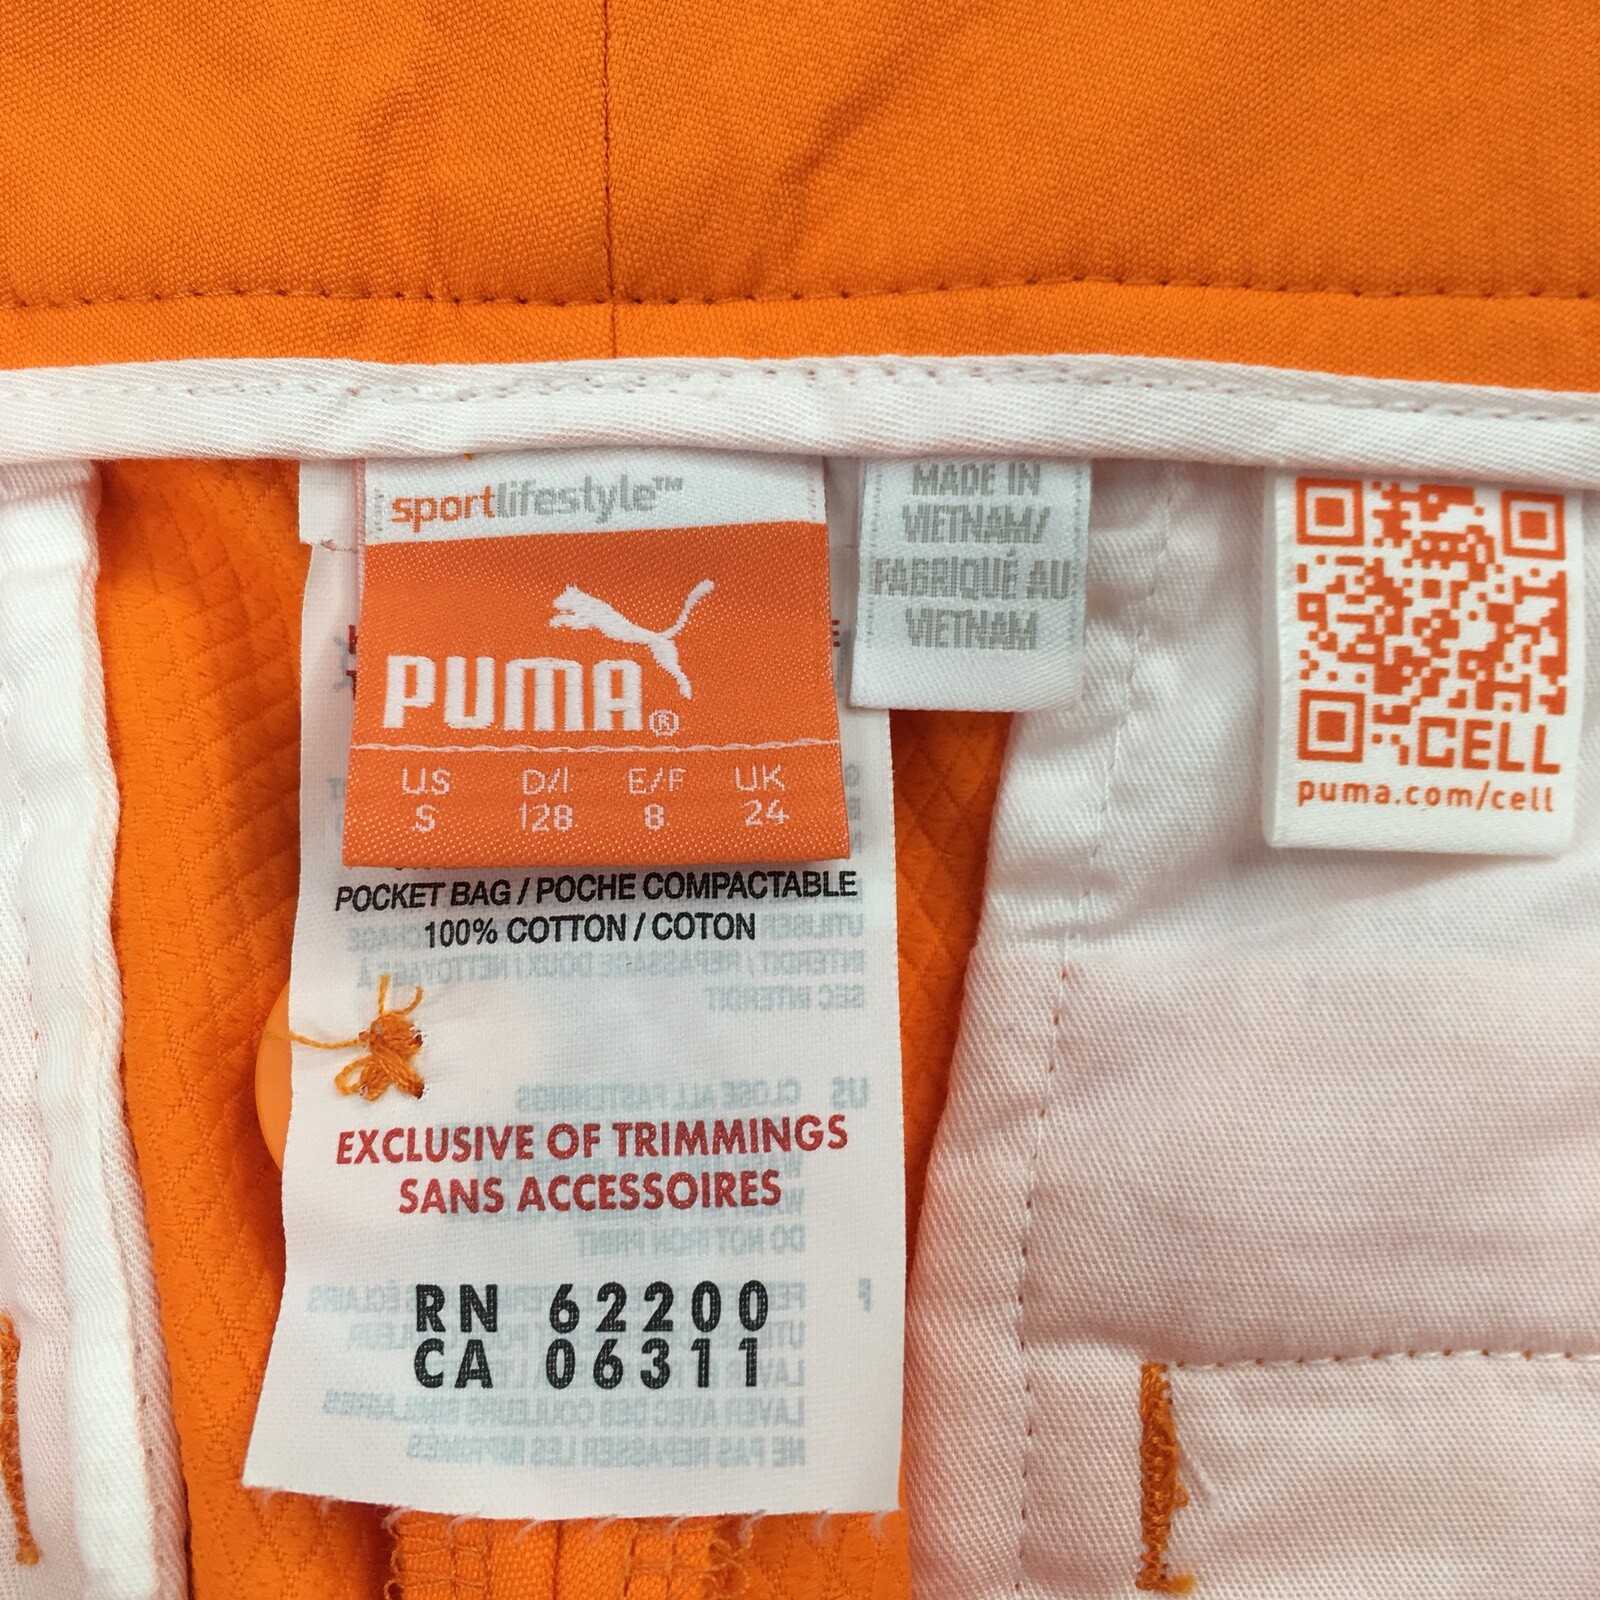 sportlifestyle™
PUMA®
US D/I E/F UK
S 128 8 24
MADE IN
VIETNAM/
FABRIQUÉ AU
VIETNAM
CELL
puma.com/cell
POCKET BAG / POCHE COMPACTABLE
100% COTTON / COTON
EXCLUSIVE OF TRIMMINGS
SANS ACCESSOIRES
RN 62200
CA 06311